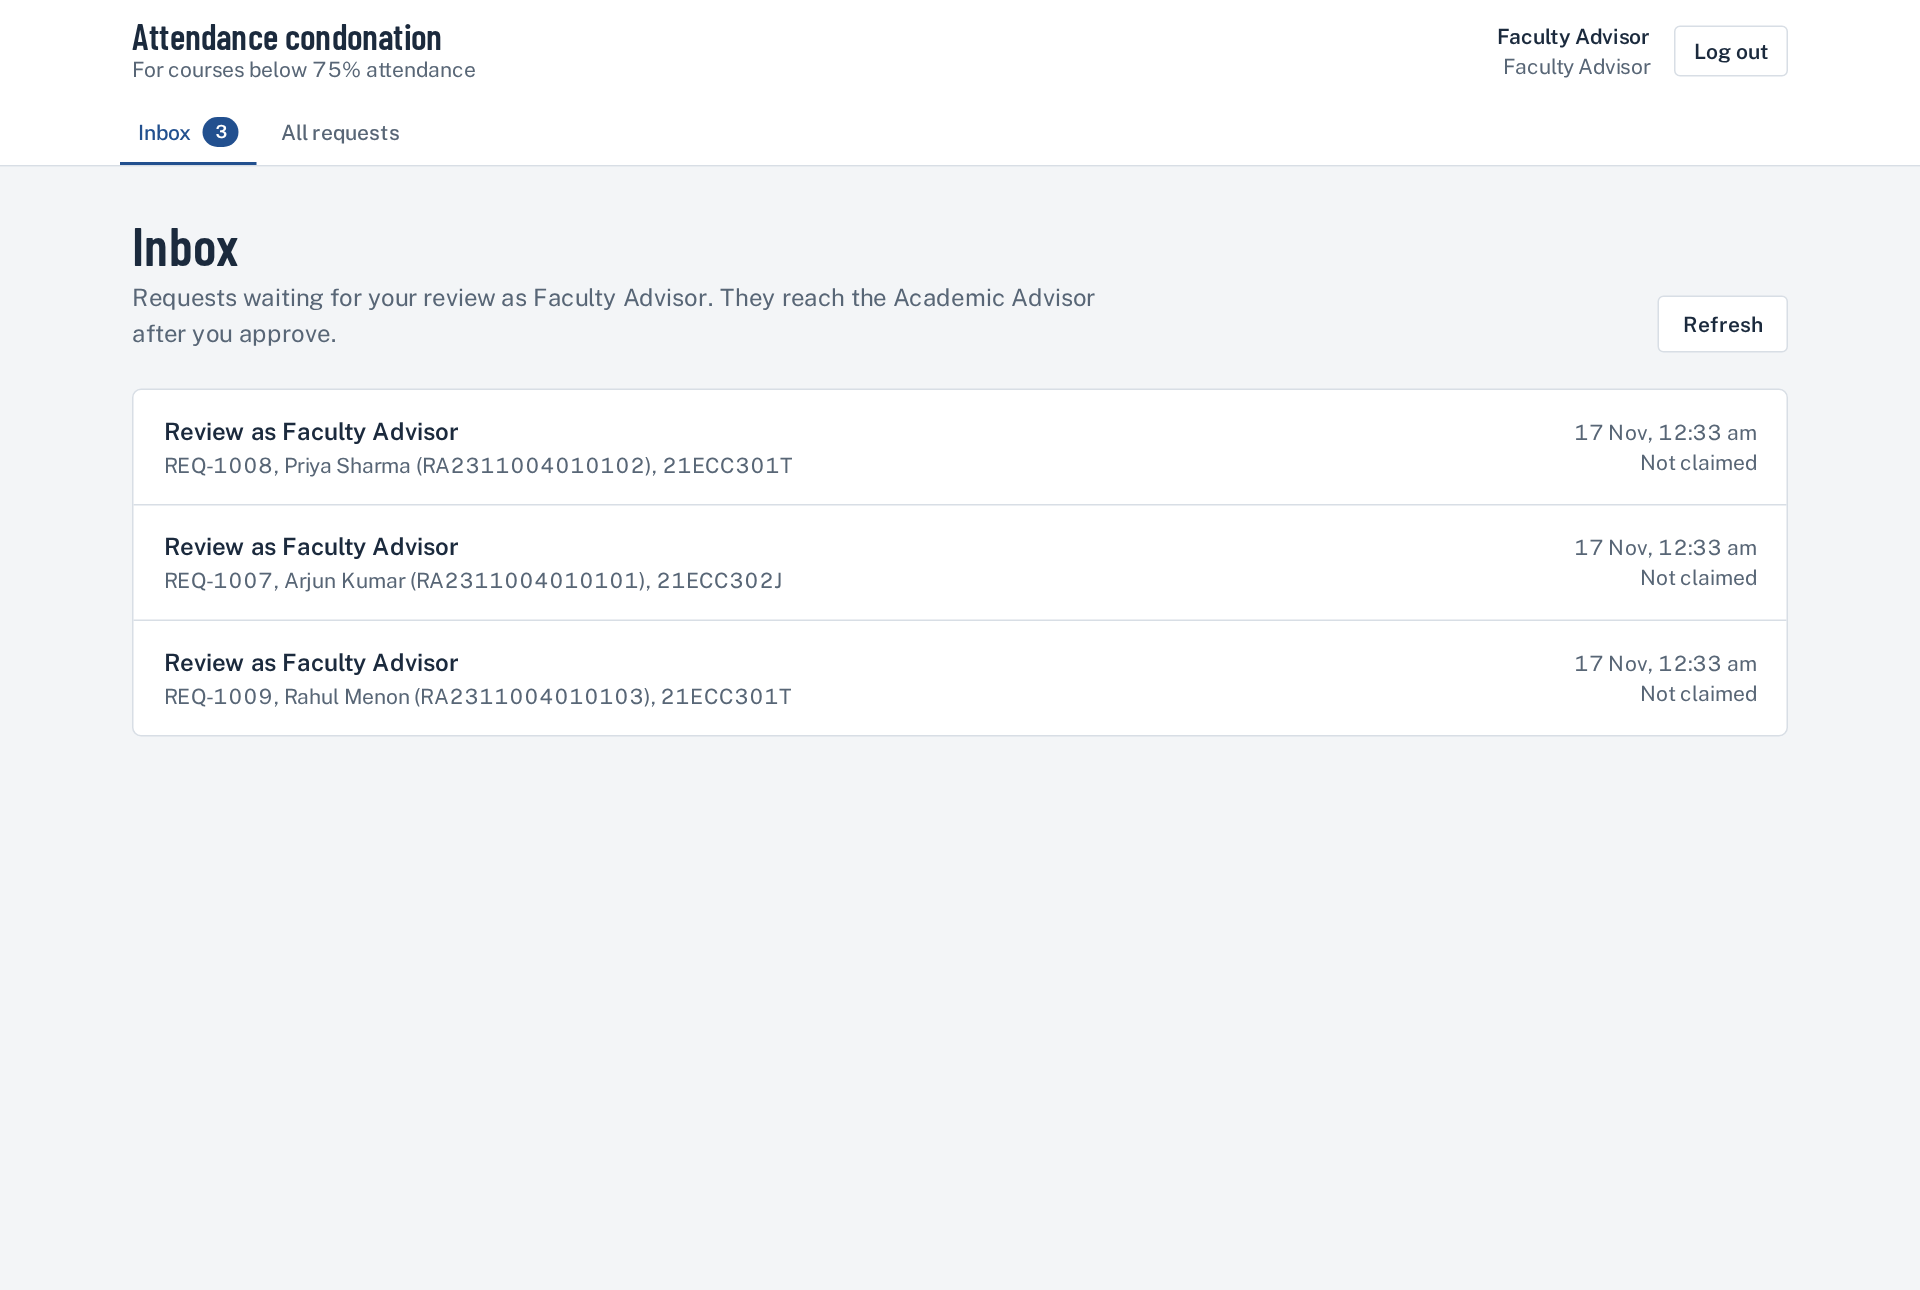 Attendance condonation
For courses below 75% attendance
Faculty Advisor
Faculty Advisor
Log out
Inbox 3 All requests
Inbox
Requests waiting for your review as Faculty Advisor. They reach the Academic Advisor
after you approve.
Refresh
Review as Faculty Advisor
REQ-1008, Priya Sharma (RA2311004010102), 21ECC301T
17 Nov, 12:33 am
Not claimed
Review as Faculty Advisor
REQ-1007, Arjun Kumar (RA2311004010101), 21ECC302J
17 Nov, 12:33 am
Not claimed
Review as Faculty Advisor
REQ-1009, Rahul Menon (RA2311004010103), 21ECC301T
17 Nov, 12:33 am
Not claimed